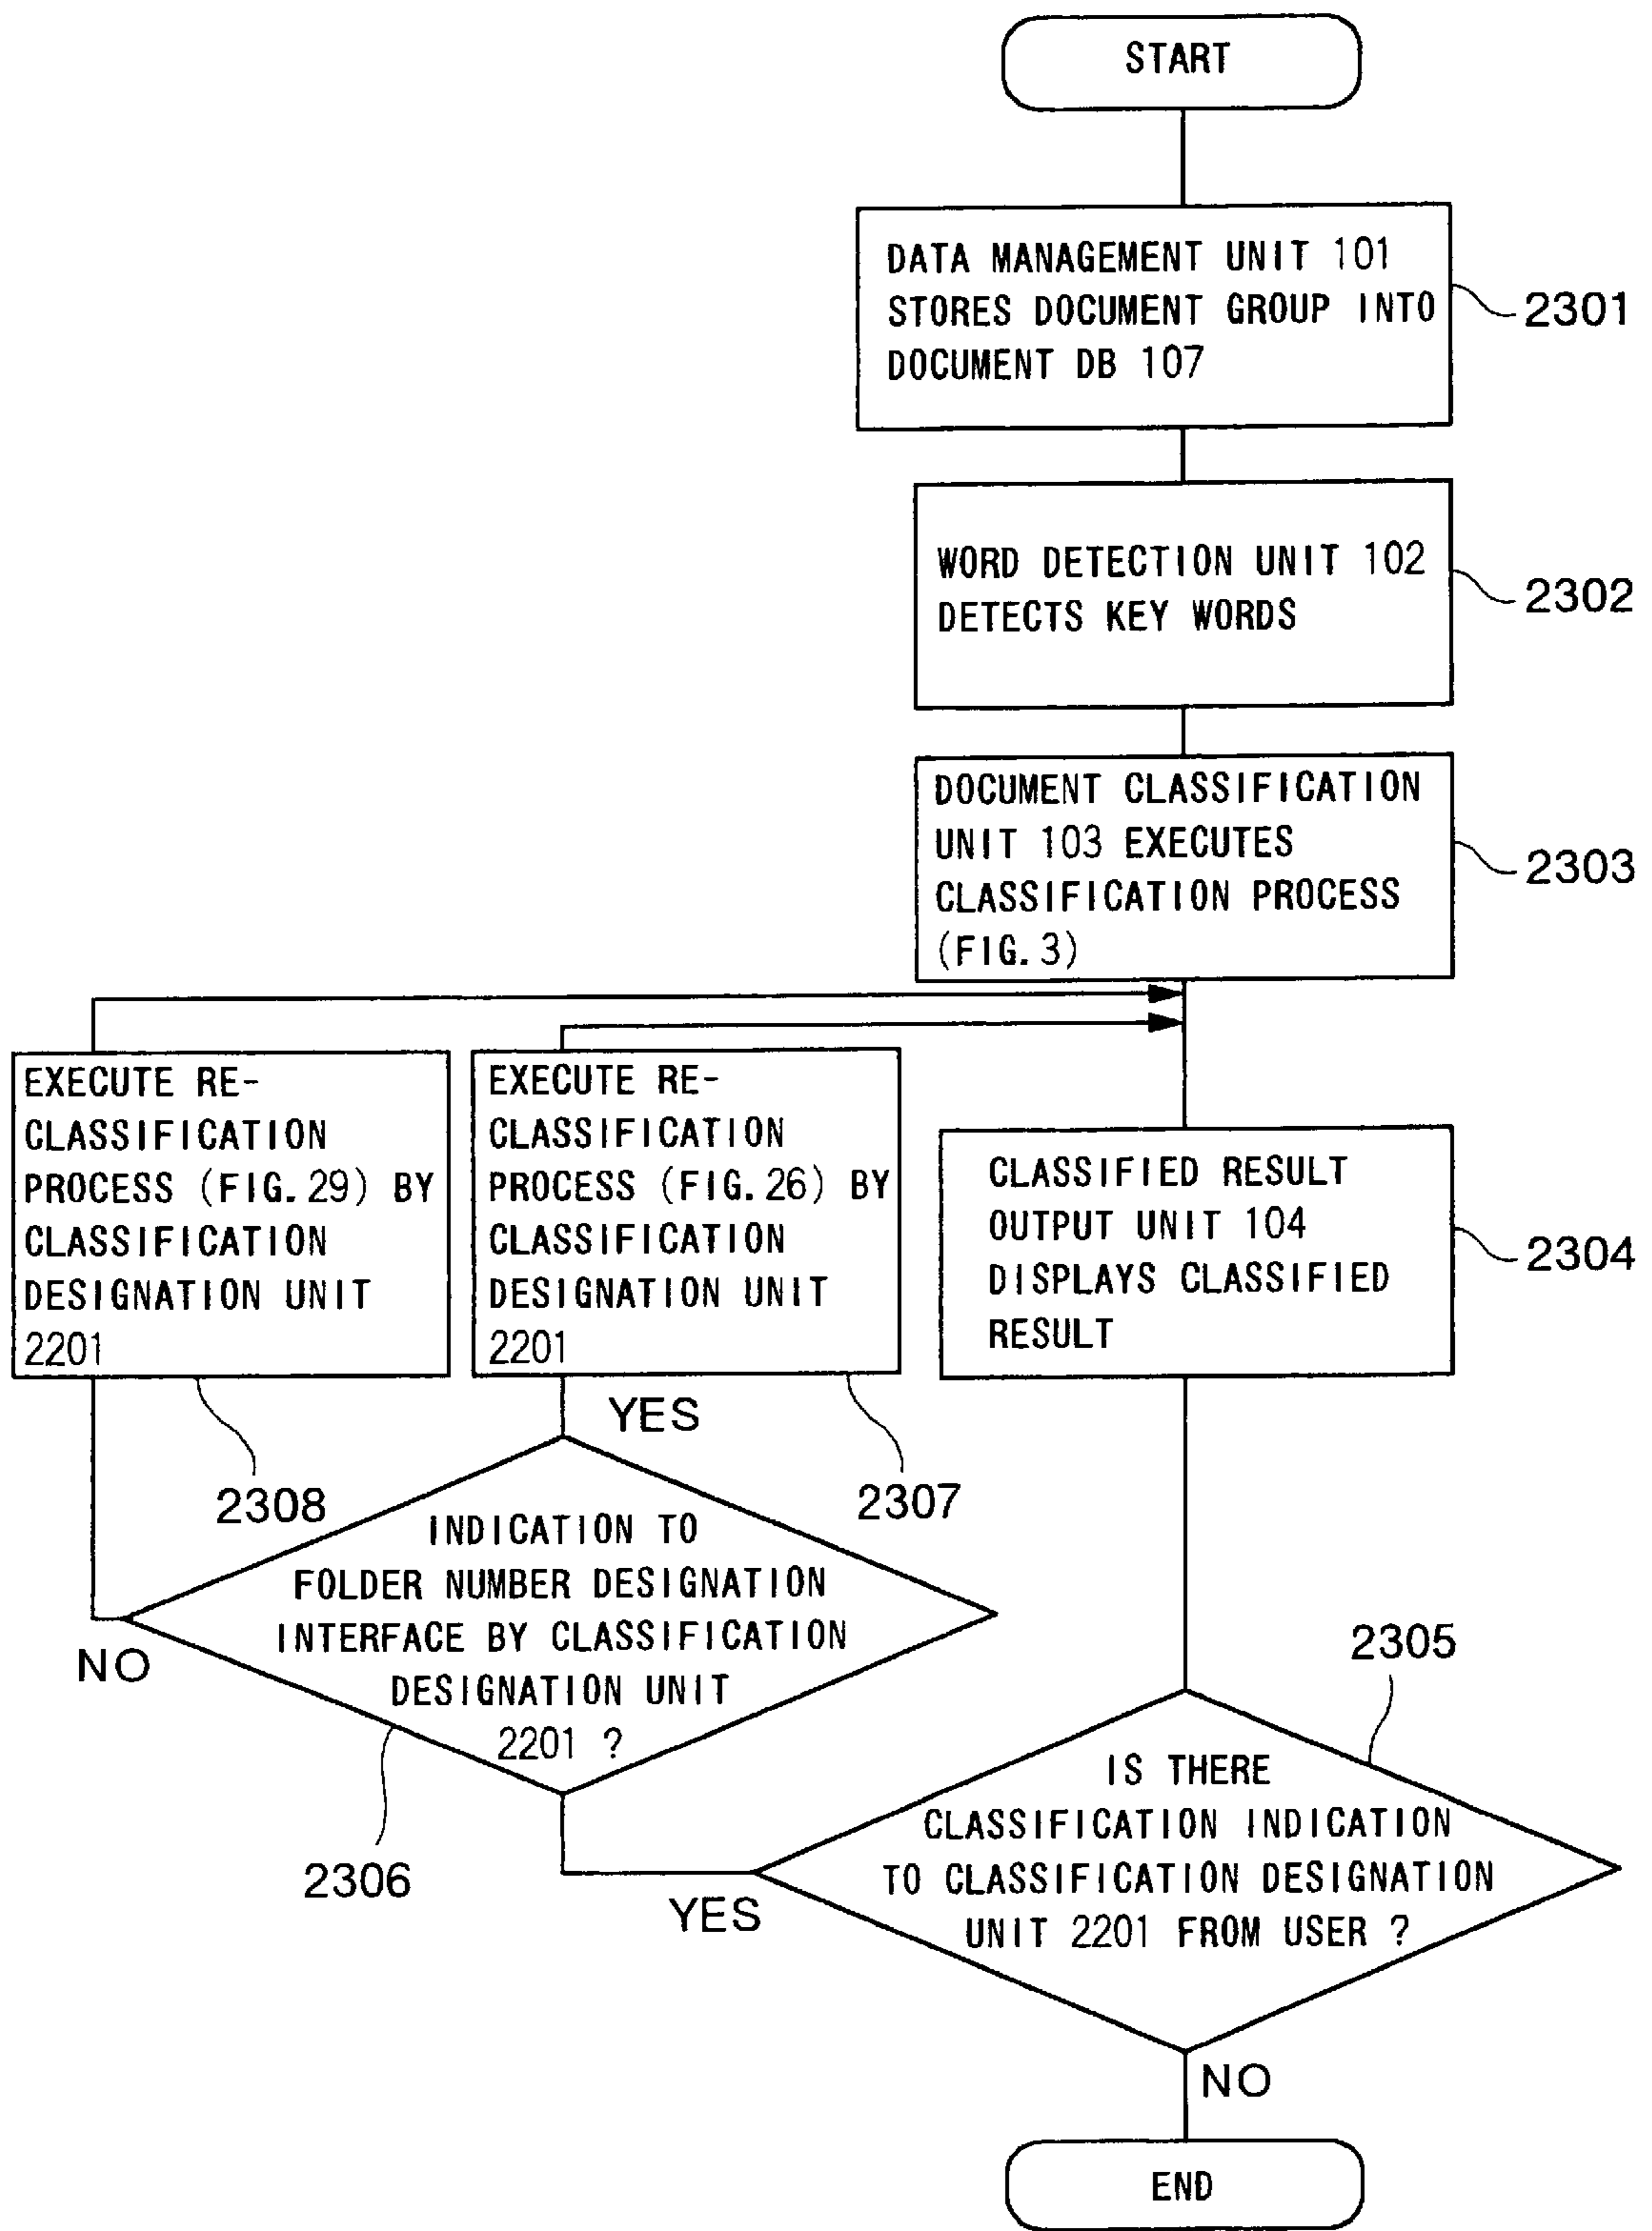 START
DATA MANAGEMENT UNIT 101
STORES DOCUMENT GROUP INTO
DOCUMENT DB 107
2301
WORD DETECTION UNIT 102
DETECTS KEY WORDS
2302
DOCUMENT CLASSIFICATION
UNIT 103 EXECUTES
CLASSIFICATION PROCESS
(FIG. 3)
2303
EXECUTE RE-
CLASSIFICATION
PROCESS (FIG. 29) BY
CLASSIFICATION
DESIGNATION UNIT
2201
2308
EXECUTE RE-
CLASSIFICATION
PROCESS (FIG. 26) BY
CLASSIFICATION
DESIGNATION UNIT
2201
2307
CLASSIFIED RESULT
OUTPUT UNIT 104
DISPLAYS CLASSIFIED
RESULT
2304
YES
INDICATION TO
FOLDER NUMBER DESIGNATION
INTERFACE BY CLASSIFICATION
DESIGNATION UNIT
2201 ?
NO
2306
2305
IS THERE
CLASSIFICATION INDICATION
TO CLASSIFICATION DESIGNATION
UNIT 2201 FROM USER ?
YES
NO
END